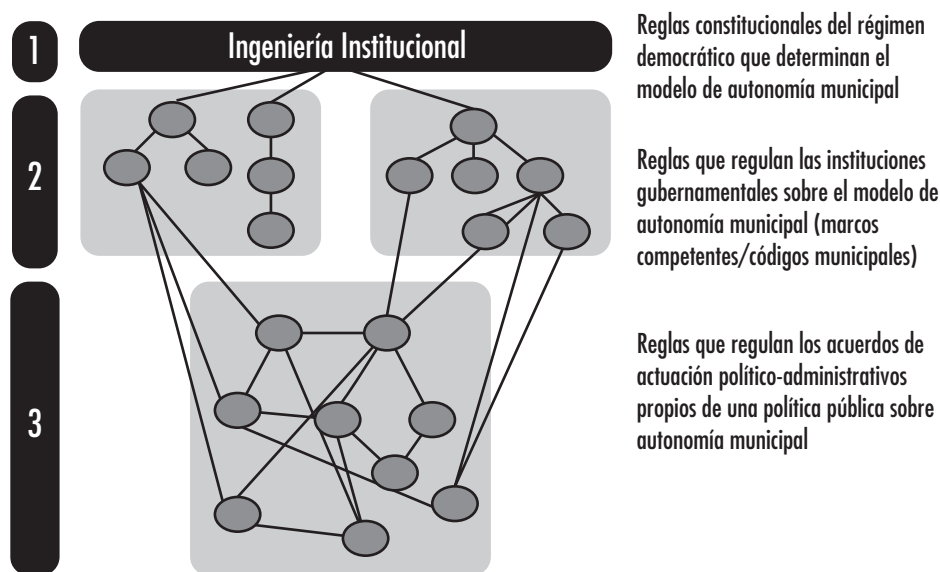 1
Ingeniería Institucional
Reglas constitucionales del régimen
democrático que determinan el
modelo de autonomía municipal
2
Reglas que regulan las instituciones
gubernamentales sobre el modelo de
autonomía municipal (marcos
competentes/códigos municipales)
3
Reglas que regulan los acuerdos de
actuación político-administrativos
propios de una política pública sobre
autonomía municipal